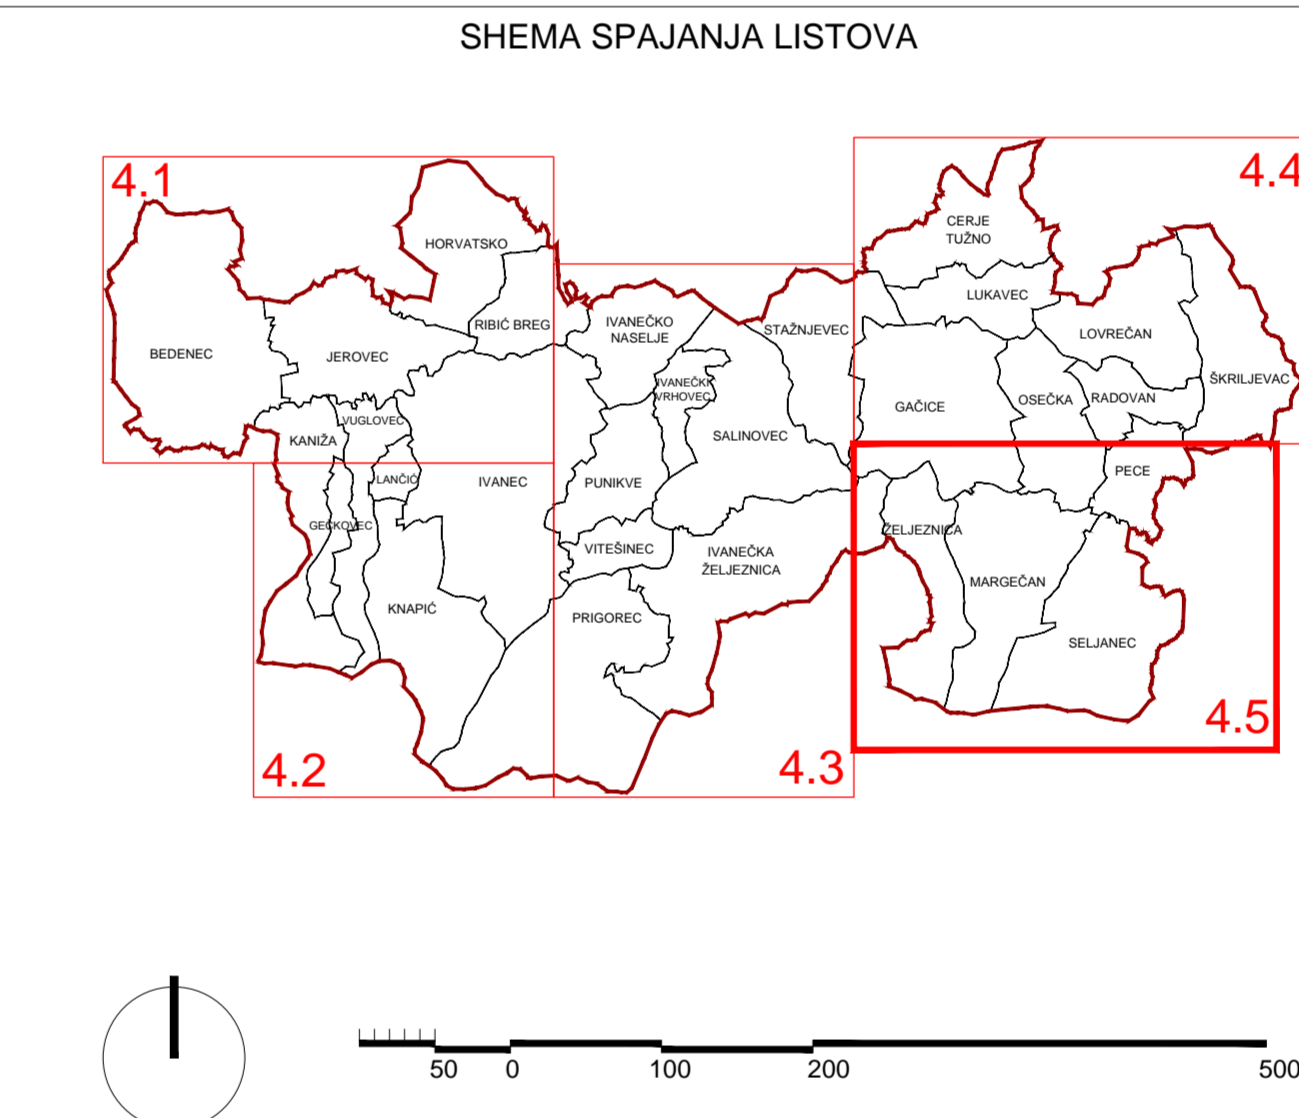 SHEMA SPAJANJA LISTOVA
4.1
4.4
HORVATSKO
CERJE
TUŽNO
LUKAVEC
RIBIĆ BREG
IVANEČKO
NASELJE
STAŽNJEVEC
LOVREČAN
BEDENEC
JEROVEC
IVANEČKI
VRHOVEC
ŠKRILJEVAC
GAČICE
OSEČKA
RADOVAN
VUGLOVEC
KANIŽA
SALINOVEC
LANČIĆ
IVANEC
PUNIKVE
PECE
GEČKOVEC
ŽELJEZNICA
VITEŠINEC
IVANEČKA
ŽELJEZNICA
MARGEČAN
KNAPIĆ
PRIGOREC
SELJANEC
4.5
4.2
4.3
50 0 100 200 500